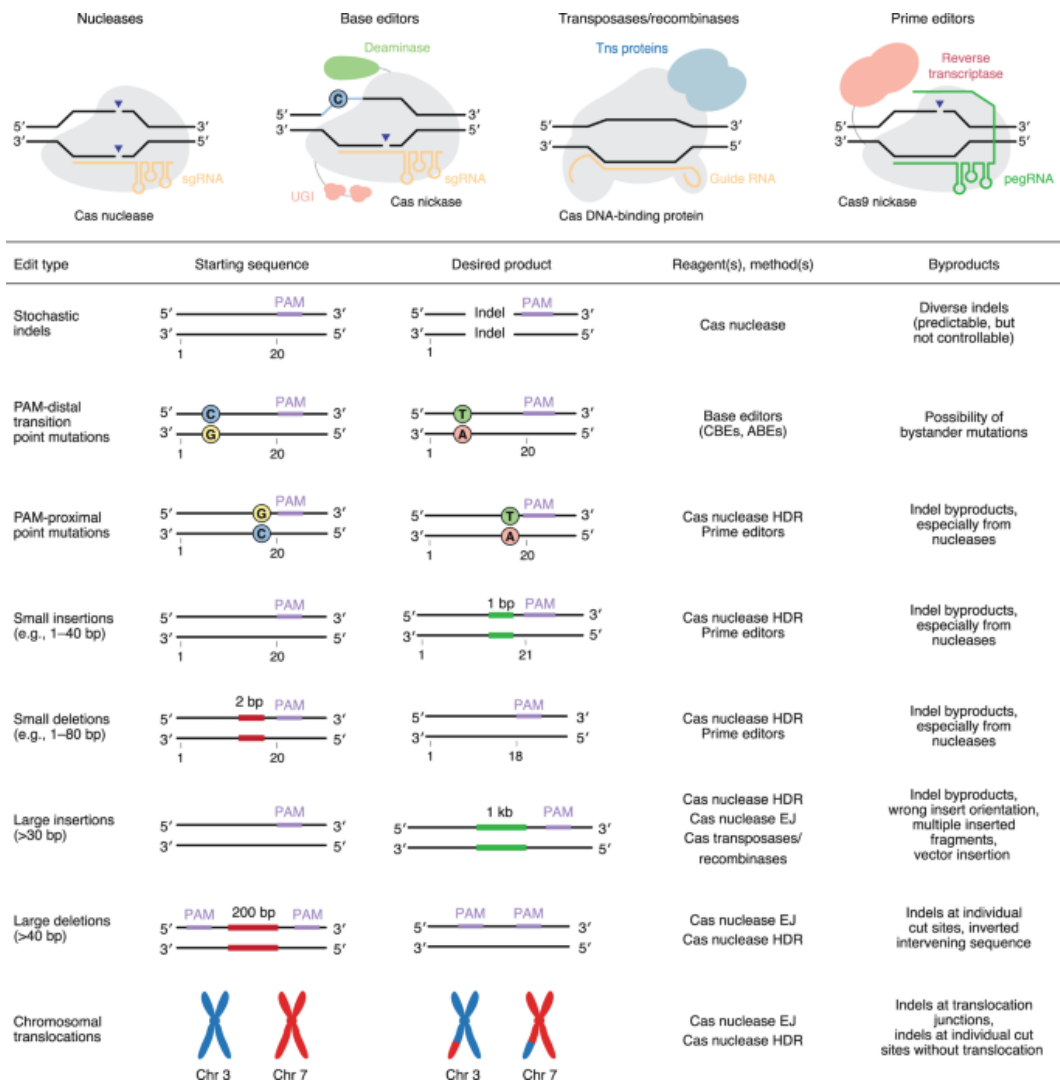 Nucleases
Base editors
Transposases/recombinases
Prime editors
Deaminase
Tns proteins
Reverse
transcriptase
C
5′
3′
3′
5′
sgRNA
Cas nuclease
5′
3′
3′
5′
sgRNA
UGI
Cas nickase
5′
3′
3′
5′
Guide RNA
Cas DNA-binding protein
5′
3′
3′
5′
pegRNA
Cas9 nickase
Edit type
Starting sequence
Desired product
Reagent(s), method(s)
Byproducts
Stochastic
indels
PAM
5′ 3′
3′ 5′
1 20
Indel PAM
5′ 3′
3′ Indel 5′
1
Cas nuclease
Diverse indels
(predictable, but
not controllable)
PAM-distal
transition
point mutations
PAM
5′ C 3′
3′ G 5′
1 20
PAM
5′ T 3′
3′ A 5′
1 20
Base editors
(CBEs, ABEs)
Possibility of
bystander mutations
PAM-proximal
point mutations
PAM
5′ G 3′
3′ C 5′
1 20
PAM
5′ T 3′
3′ A 5′
1 20
Cas nuclease HDR
Prime editors
Indel byproducts,
especially from
nucleases
Small insertions
(e.g., 1–40 bp)
PAM
5′ 3′
3′ 5′
1 20
1 bp PAM
5′ 3′
3′ 5′
1 21
Cas nuclease HDR
Prime editors
Indel byproducts,
especially from
nucleases
Small deletions
(e.g., 1–80 bp)
2 bp PAM
5′ 3′
3′ 5′
1 20
PAM
5′ 3′
3′ 5′
1 18
Cas nuclease HDR
Prime editors
Indel byproducts,
especially from
nucleases
Large insertions
(>30 bp)
PAM
5′ 3′
3′ 5′
1 kb PAM
5′ 3′
3′ 5′
Cas nuclease HDR
Cas nuclease EJ
Cas transposases/
recombinases
Indel byproducts,
wrong insert orientation,
multiple inserted
fragments,
vector insertion
Large deletions
(>40 bp)
PAM 200 bp PAM
5′ 3′
3′ 5′
PAM PAM
5′ 3′
3′ 5′
Cas nuclease EJ
Cas nuclease HDR
Indels at individual
cut sites, inverted
intervening sequence
Chromosomal
translocations
Chr 3 Chr 7
Chr 3 Chr 7
Cas nuclease EJ
Cas nuclease HDR
Indels at translocation
junctions,
indels at individual cut
sites without translocation